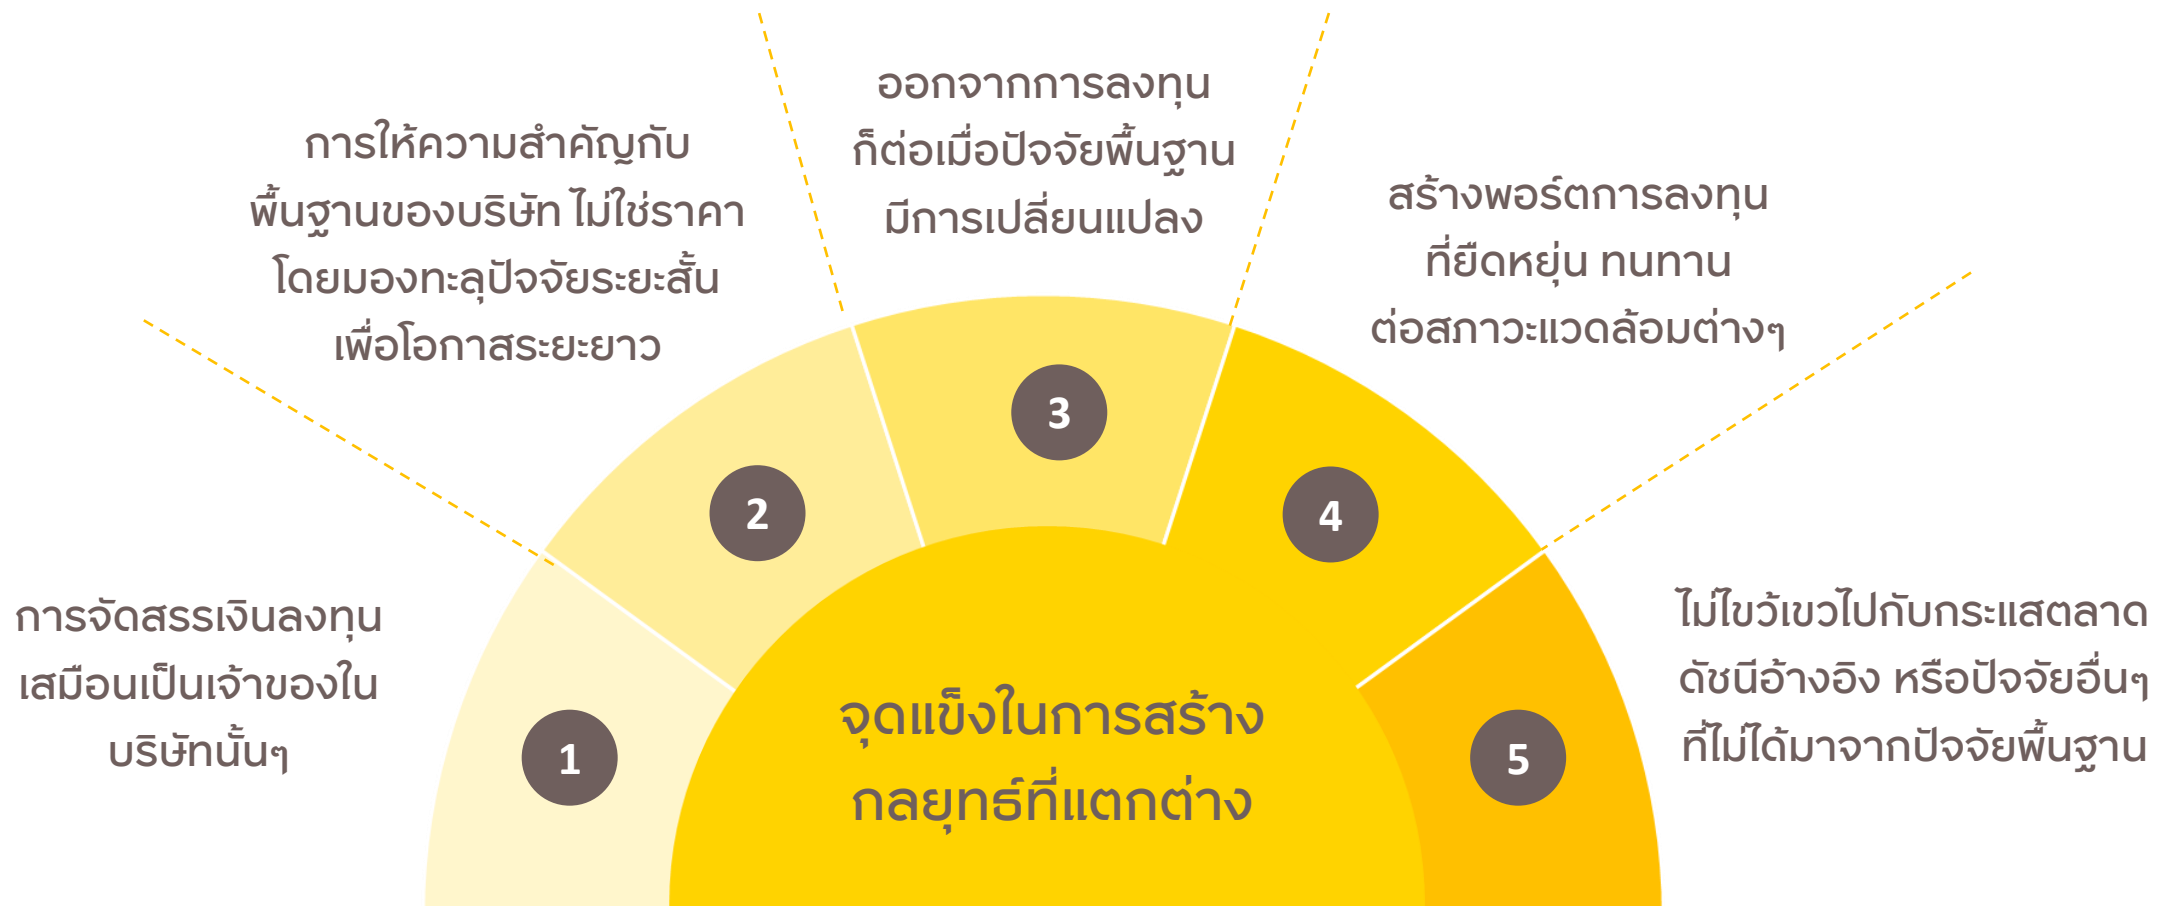 การจัดสรรเงินลงทุน
เสมือนเป็นเจ้าของใน
บริษัทนั้นๆ
1
การให้ความสำคัญกับ
พื้นฐานของบริษัท ไม่ใช่ราคา
โดยมองทะลุปัจจัยระยะสั้น
เพื่อโอกาสระยะยาว
2
ออกจากการลงทุน
ก็ต่อเมื่อปัจจัยพื้นฐาน
มีการเปลี่ยนแปลง
3
สร้างพอร์ตการลงทุน
ที่ยืดหยุ่น ทนทาน
ต่อสภาวะแวดล้อมต่างๆ
4
ไม่ไขว้เขวไปกับกระแสตลาด
ดัชนีอ้างอิง หรือปัจจัยอื่นๆ
ที่ไม่ได้มาจากปัจจัยพื้นฐาน
5
จุดแข็งในการสร้าง
กลยุทธ์ที่แตกต่าง